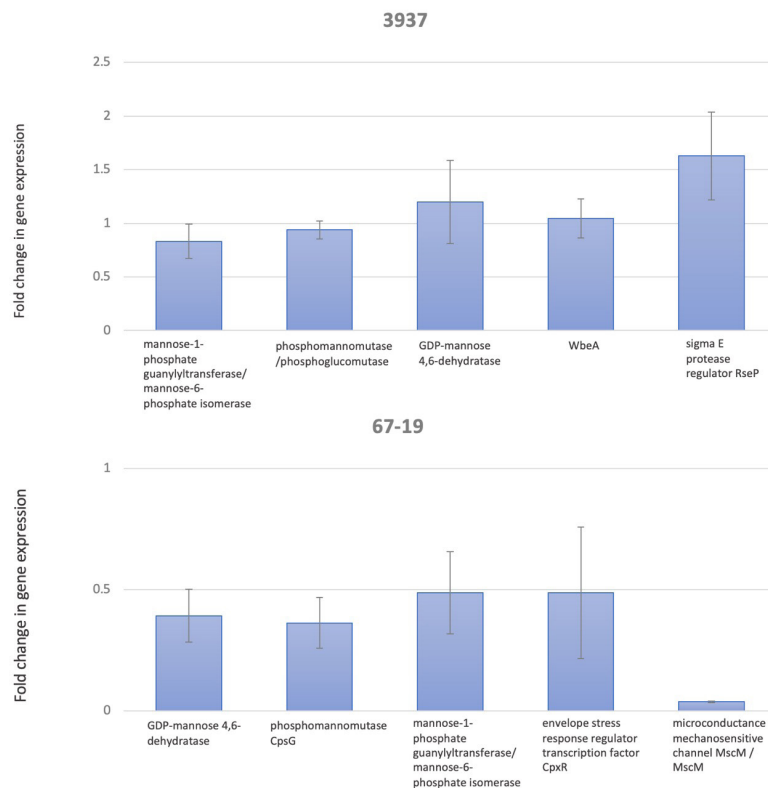 3937
Fold change in gene expression
2.5
2
1.5
1
0.5
0
mannose-1-
phosphate
guanylyltransferase/
mannose-6-
phosphate isomerase
phosphomannomutase
/phosphoglucomutase
GDP-mannose
4,6-dehydratase
WbeA
sigma E
protease
regulator RseP
67-19
Fold change in gene expression
1
0.5
0
GDP-mannose 4,6-
dehydratase
phosphomannomutase
CpsG
mannose-1-
phosphate
guanylyltransferase/
mannose-6-
phosphate isomerase
envelope stress
response regulator
transcription factor
CpxR
microconductance
mechanosensitive
channel MscM /
MscM